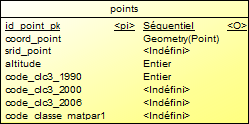 points
id_point_pk <pi> Séquentiel <O>
coord_point Geometry(Point)
srid_point <Indéfini>
altitude Entier
code_clc3_1990 Entier
code_clc3_2000 <Indéfini>
code_clc3_2006 <Indéfini>
code_classe_matpar1 <Indéfini>